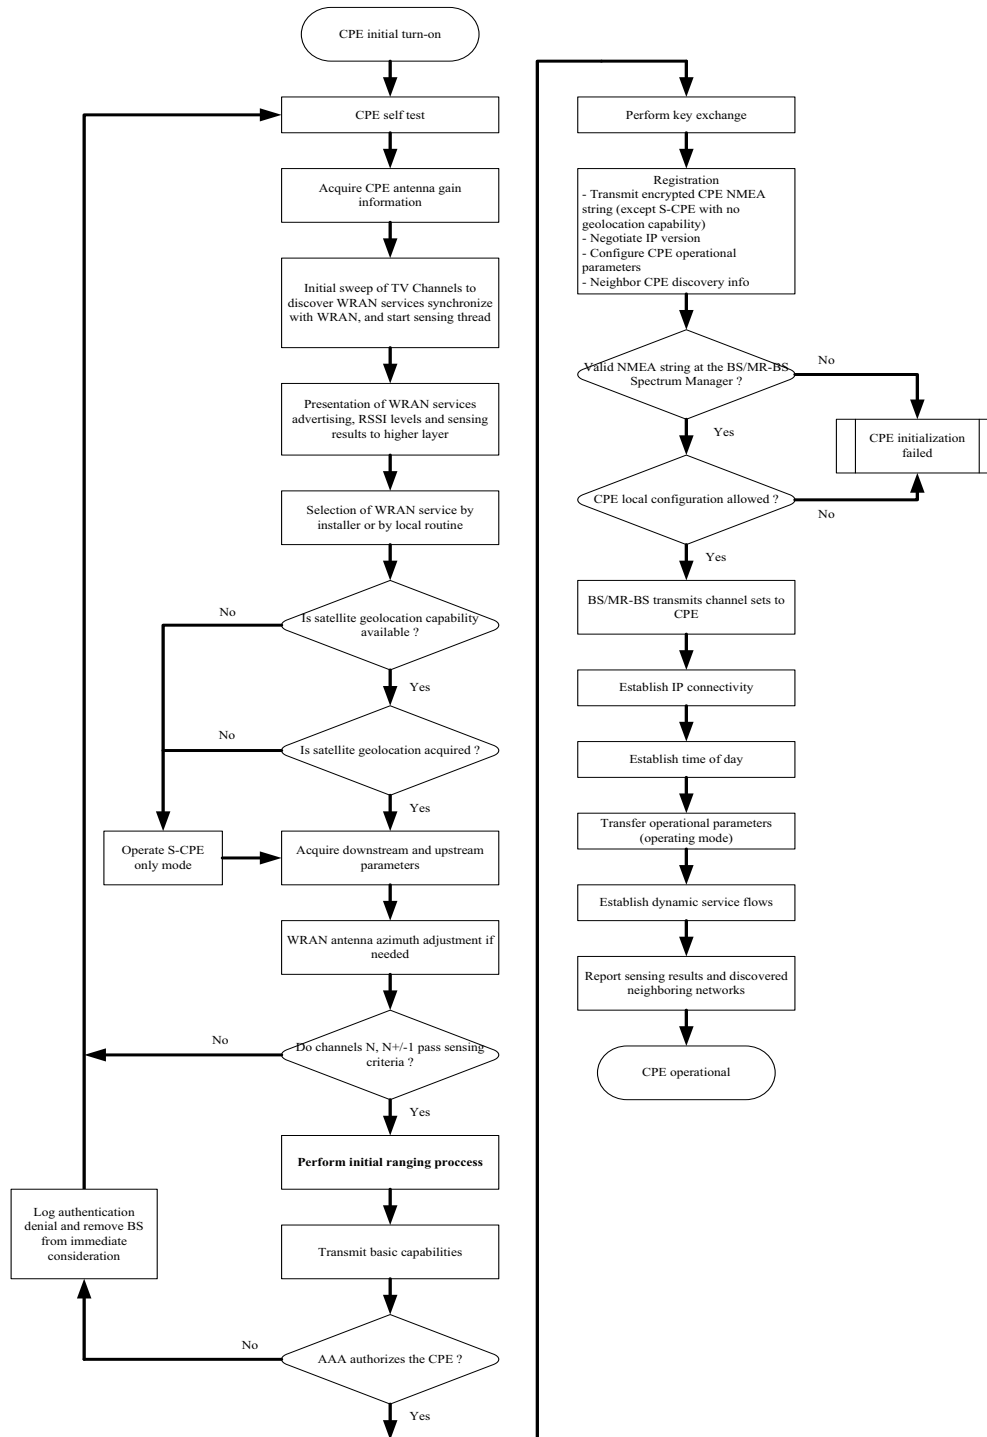 CPE initial turn-on
CPE self test
Acquire CPE antenna gain
information
Initial sweep of TV Channels to
discover WRAN services synchronize
with WRAN, and start sensing thread
Presentation of WRAN services
advertising, RSSI levels and sensing
results to higher layer
Selection of WRAN service by
installer or by local routine
No
Is satellite geolocation capability
available ?
Yes
No
Is satellite geolocation acquired ?
Yes
Operate S-CPE
only mode
Acquire downstream and upstream
parameters
WRAN antenna azimuth adjustment if
needed
No
Do channels N, N+/-1 pass sensing
criteria ?
Yes
Perform initial ranging proccess
Log authentication
denial and remove BS
from immediate
consideration
Transmit basic capabilities
No
AAA authorizes the CPE ?
Yes
Perform key exchange
Registration
- Transmit encrypted CPE NMEA
string (except S-CPE with no
geolocation capability)
- Negotiate IP version
- Configure CPE operational
parameters
- Neighbor CPE discovery info
Valid NMEA string at the BS/MR-BS
Spectrum Manager ?
No
Yes
CPE initialization
failed
CPE local configuration allowed ?
No
Yes
BS/MR-BS transmits channel sets to
CPE
Establish IP connectivity
Establish time of day
Transfer operational parameters
(operating mode)
Establish dynamic service flows
Report sensing results and discovered
neighboring networks
CPE operational